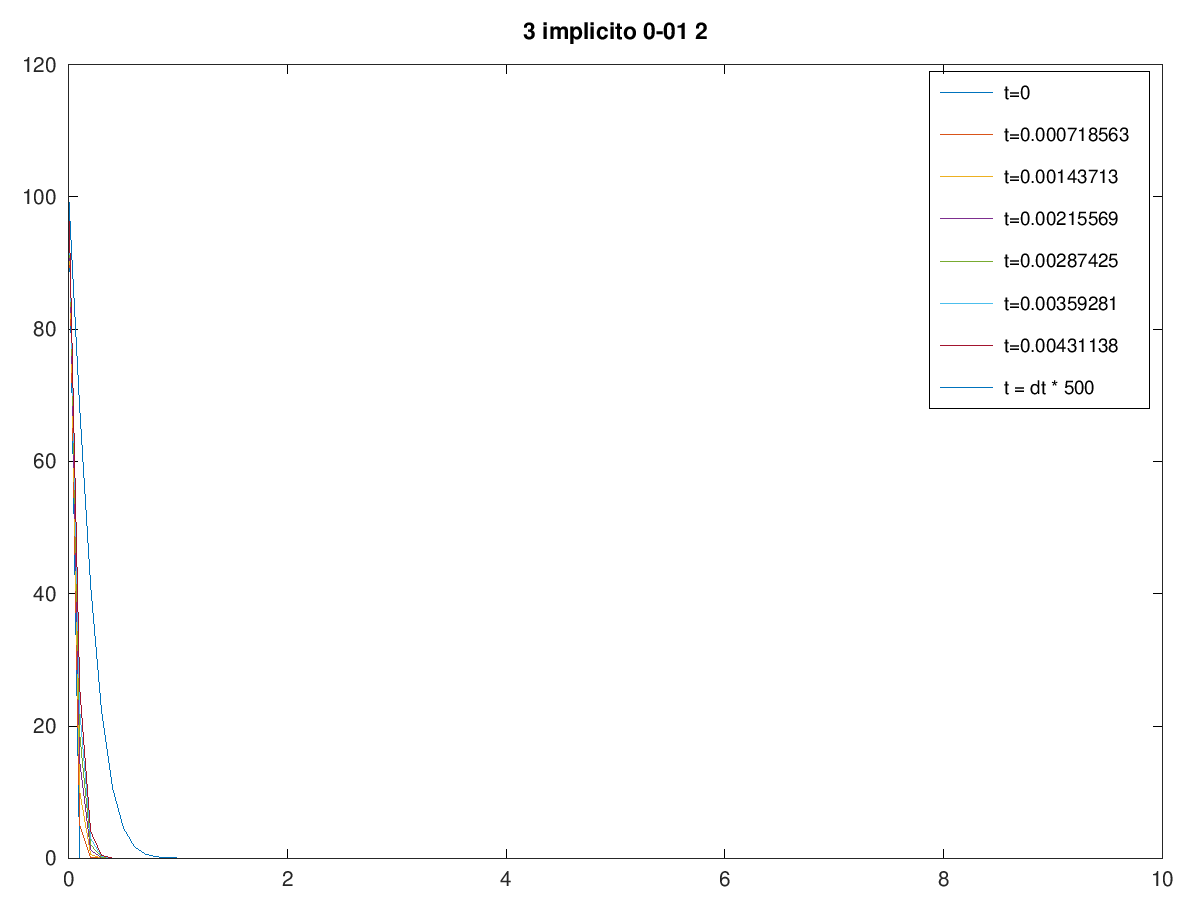 3 implicito 0-01 2
120
100
80
60
40
20
0
0 2 4 6 8 10
t=0
t=0.000718563
t=0.00143713
t=0.00215569
t=0.00287425
t=0.00359281
t=0.00431138
t = dt * 500